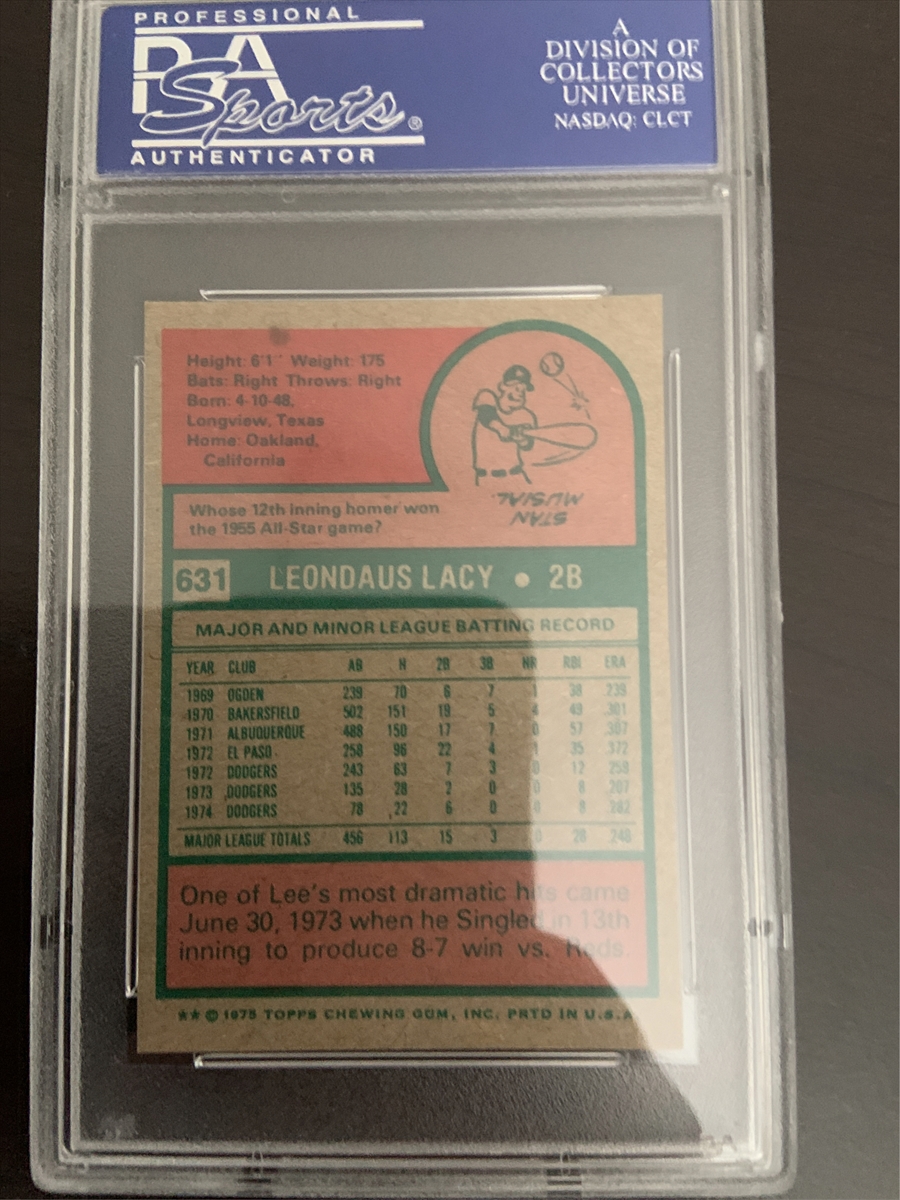 PROFESSIONAL
PSA
Sports®
AUTHENTICATOR
A
DIVISION OF
COLLECTORS
UNIVERSE
NASDAQ: CLCT
Height: 6'1" Weight: 175
Bats: Right Throws: Right
Born: 4-10-48,
Longview, Texas
Home: Oakland,
California
Whose 12th inning homer won
the 1955 All-Star game?
STAN
MUSIAL.
631 LEONDAUS LACY • 2B
MAJOR AND MINOR LEAGUE BATTING RECORD
YEAR CLUB AB H 2B 3B HR RBI ERA
1969 OGDEN 239 70 6 7 1 38 .239
1970 BAKERSFIELD 502 151 19 5 4 49 .301
1971 ALBUQUERQUE 488 150 17 7 0 57 .307
1972 EL PASO 258 96 22 4 1 35 .372
1972 DODGERS 243 63 7 3 0 12 .259
1973 DODGERS 135 28 2 0 0 8 .207
1974 DODGERS 78 22 6 0 0 8 .282
MAJOR LEAGUE TOTALS 456 113 15 3 0 28 .248
One of Lee's most dramatic hits came
June 30, 1973 when he Singled in 13th
inning to produce 8-7 win vs. Reds.
★★ © 1975 TOPPS CHEWING GUM, INC. PRTD IN U.S.A